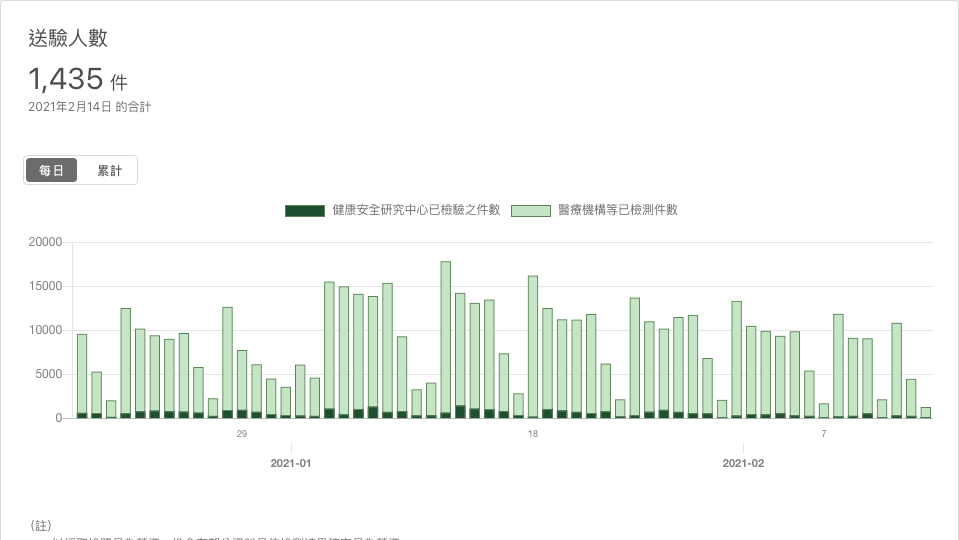 送驗人數
1,435 件
2021年2月14日 的合計
每日 累計
健康安全研究中心已檢驗之件數 醫療機構等已檢測件數
20000
15000
10000
5000
0
29 18 7
2021-01 2021-02
(註)